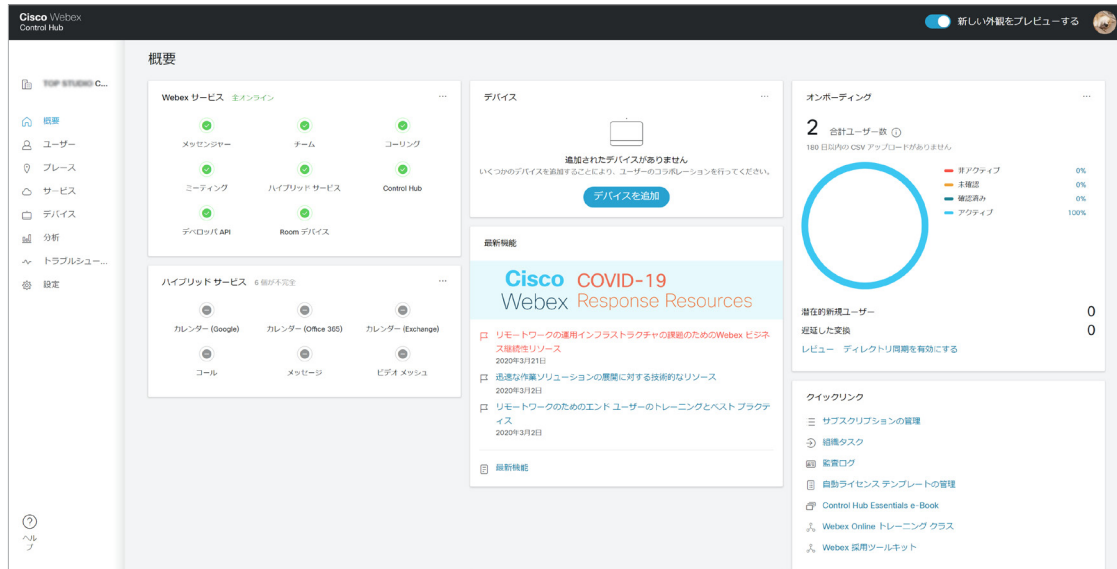 Cisco Webex
Control Hub
新しい外観をプレビューする
TOP STUDIO C...
概要
ユーザー
プレース
サービス
デバイス
分析
トラブルシュー...
設定
ヘル
プ
概要
Webex サービス 全オンライン
メッセンジャー
チーム
コーリング
ミーティング
ハイブリッド サービス
Control Hub
デベロッパ API
Room デバイス
ハイブリッド サービス 6 個が不完全
カレンダー (Google)
カレンダー (Office 365)
カレンダー (Exchange)
コール
メッセージ
ビデオ メッシュ
デバイス
追加されたデバイスがありません
いくつかのデバイスを追加することにより、ユーザーのコラボレーションを行ってください。
デバイスを追加
最新機能
Cisco Webex
COVID-19
Response Resources
リモートワークの運用インフラストラクチャの課題のためのWebex ビジネ
ス継続性リソース
2020年3月21日
迅速な作業ソリューションの展開に対する技術的なリソース
2020年3月2日
リモートワークのためのエンド ユーザーのトレーニングとベスト プラクテ
ィス
2020年3月2日
最新機能
オンボーディング
2 合計ユーザー数
180 日以内の CSV アップロードがありません
非アクティブ 0%
未確認 0%
確認済み 0%
アクティブ 100%
潜在的新規ユーザー 0
遅延した変換 0
レビュー ディレクトリ同期を有効にする
クイックリンク
サブスクリプションの管理
組織タスク
監査ログ
自動ライセンス テンプレートの管理
Control Hub Essentials e-Book
Webex Online トレーニング クラス
Webex 採用ツールキット